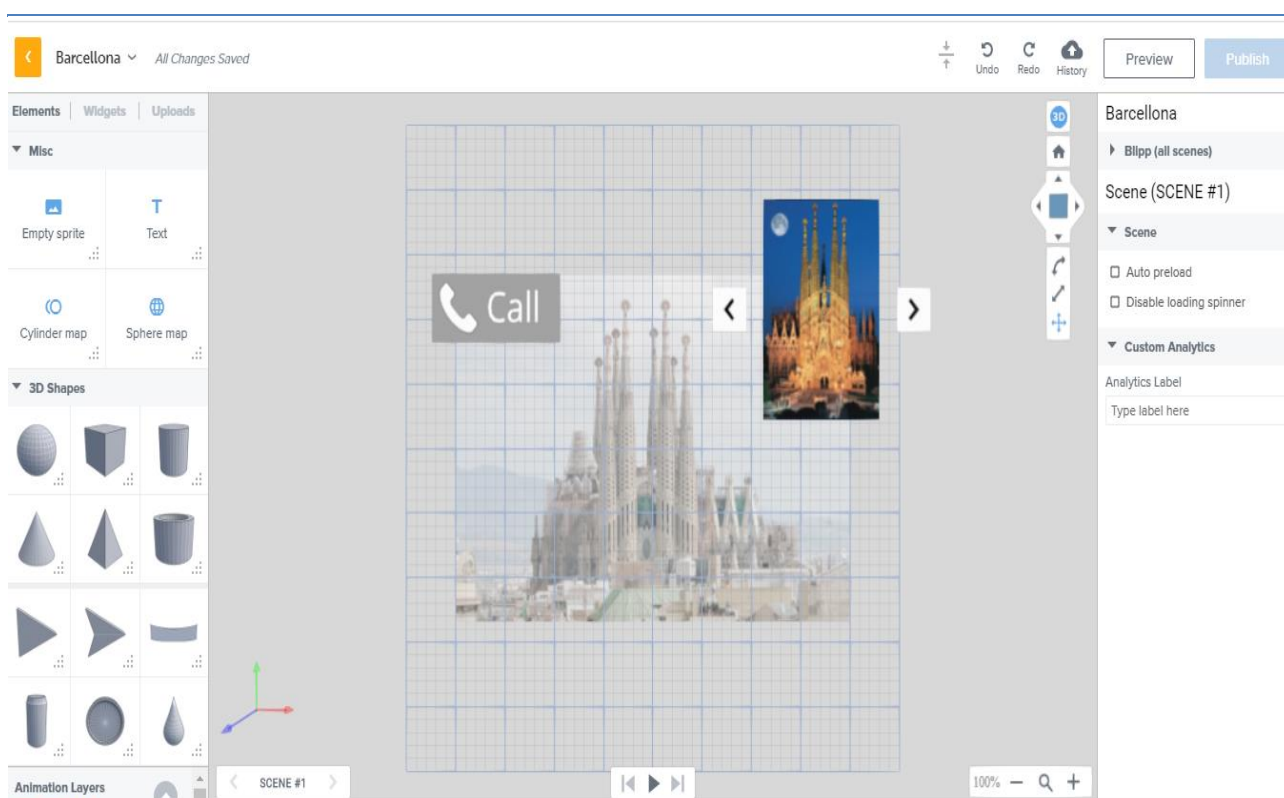 Barcellona
All Changes Saved
Undo
Redo
History
Preview
Publish
Elements
Widgets
Uploads
Misc
Empty sprite
T
Text
Cylinder map
Sphere map
3D Shapes
Animation Layers
Call
SCENE #1
100%
3D
Barcellona
Blipp (all scenes)
Scene (SCENE #1)
Scene
Auto preload
Disable loading spinner
Custom Analytics
Analytics Label
Type label here